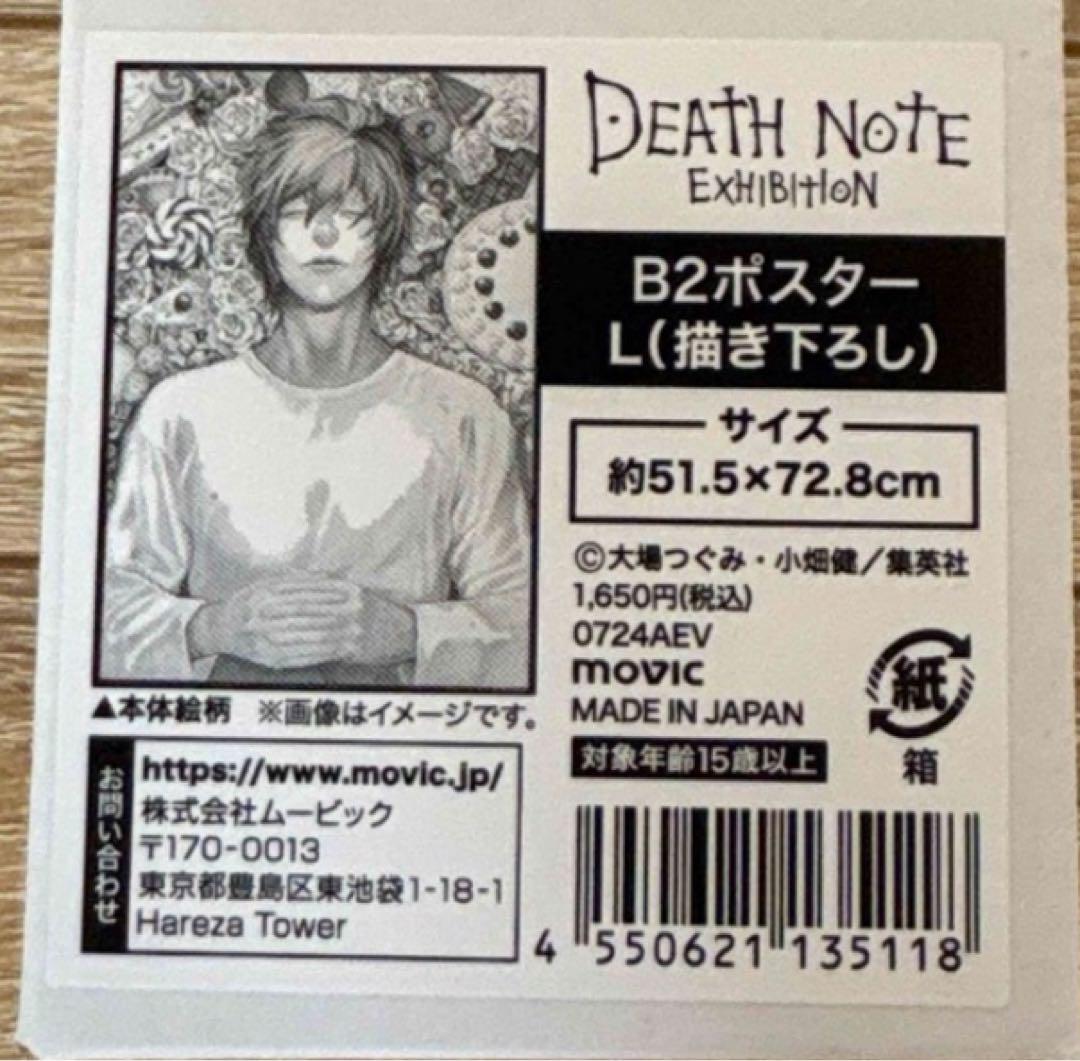 DEATH NOTE
EXHIBITION
B2ポスター
L(描き下ろし)
サイズ
約51.5×72.8cm
©大場つぐみ・小畑健／集英社
1,650円(税込)
0724AEV
movic
MADE IN JAPAN
対象年齢15歳以上
紙
箱
▲本体絵柄 ※画像はイメージです。
お問い合わせ
https://www.movic.jp/
株式会社ムービック
〒170-0013
東京都豊島区東池袋1-18-1
Hareza Tower
4 550621 135118